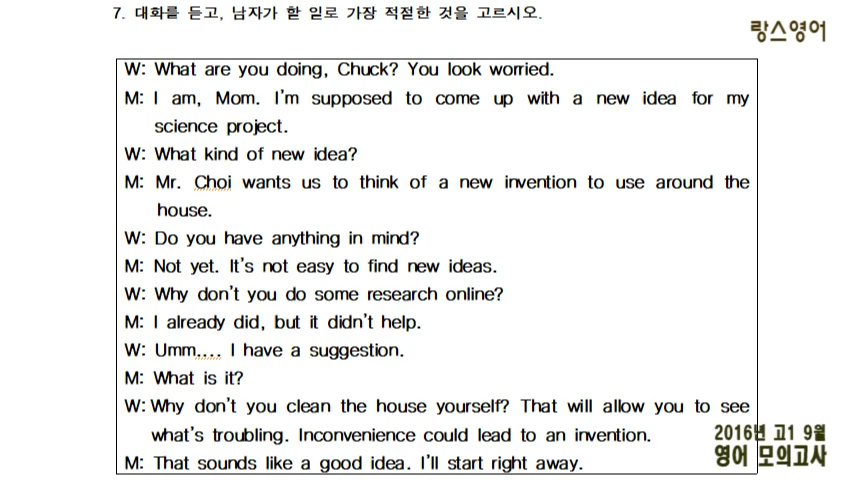 7. 대화를 듣고, 남자가 할 일로 가장 적절한 것을 고르시오.
랑스영어
W: What are you doing, Chuck? You look worried.
M: I am, Mom. I'm supposed to come up with a new idea for my
science project.
W: What kind of new idea?
M: Mr. Choi wants us to think of a new invention to use around the
house.
W: Do you have anything in mind?
M: Not yet. It's not easy to find new ideas.
W: Why don't you do some research online?
M: I already did, but it didn't help.
W: Umm.... I have a suggestion.
M: What is it?
W: Why don't you clean the house yourself? That will allow you to see
what's troubling. Inconvenience could lead to an invention.
M: That sounds like a good idea. I'll start right away.
2016년 고1 9월
영어 모의고사